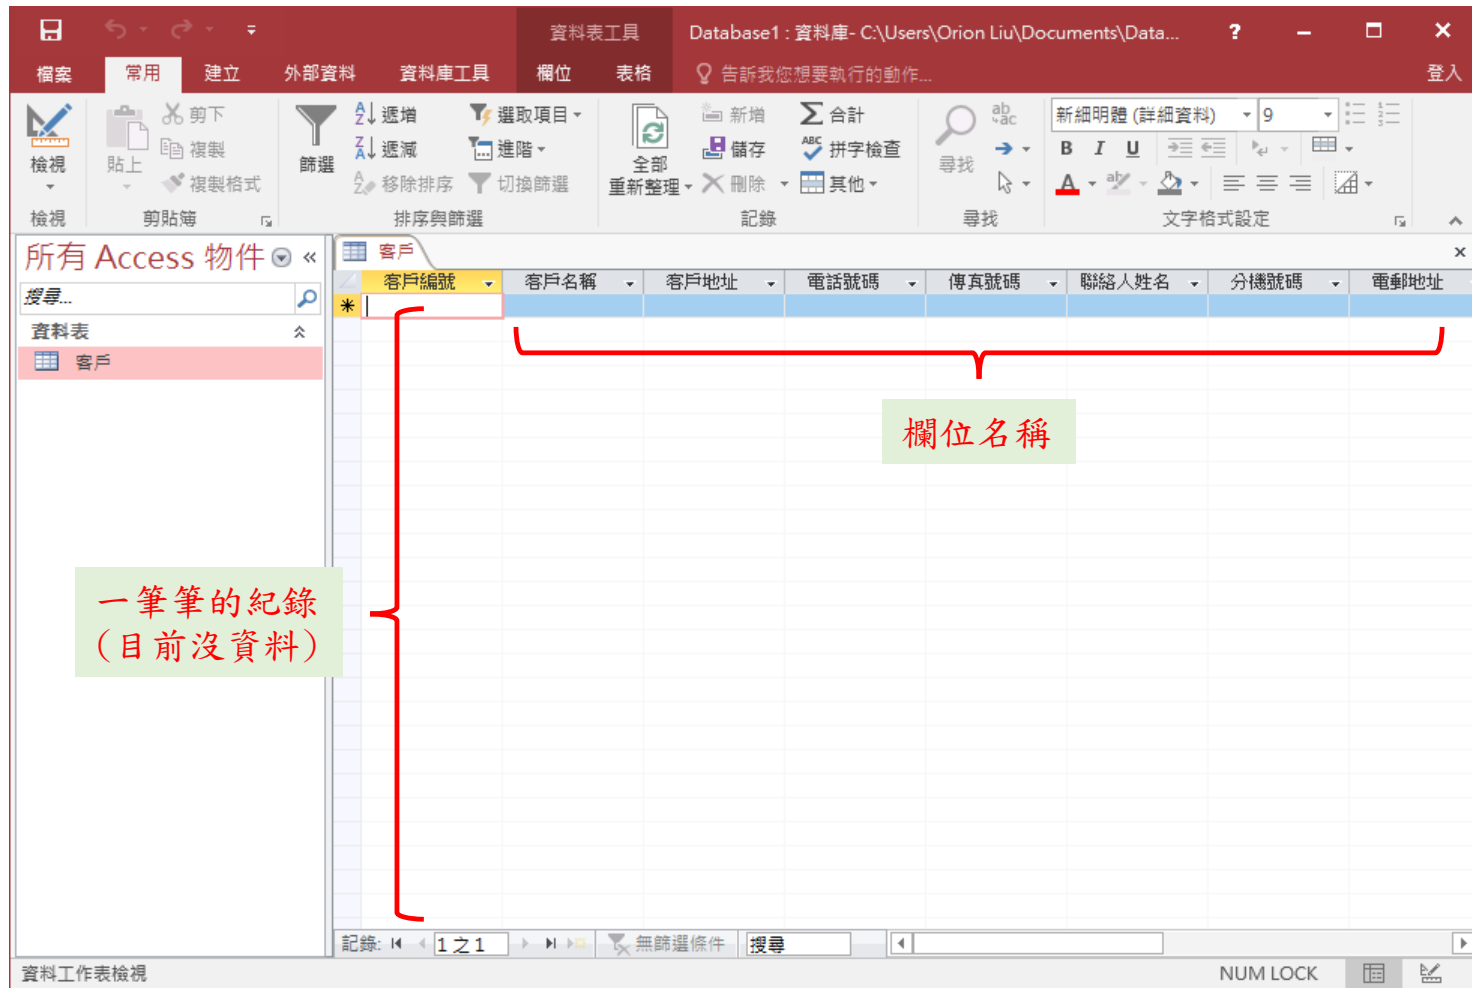 資料表工具 Database1 : 資料庫- C:\Users\Orion Liu\Documents\Data... ?
檔案 常用 建立 外部資料 資料庫工具 欄位 表格 告訴我您想要執行的動作... 登入
檢視
貼上
剪下
複製
複製格式
篩選
遞增
遞減
移除排序
選取項目
進階
切換篩選
全部
重新整理
新增
儲存
刪除
合計
拼字檢查
其他
尋找
新細明體 (詳細資料) 9
B I U
A
檢視 剪貼簿 排序與篩選 記錄 尋找 文字格式設定
所有 Access 物件
搜尋...
資料表
客戶
客戶
客戶編號 客戶名稱 客戶地址 電話號碼 傳真號碼 聯絡人姓名 分機號碼 電郵地址
欄位名稱
一筆筆的紀錄
(目前沒資料)
記錄: 1 之 1 無篩選條件 搜尋
資料工作表檢視 NUM LOCK